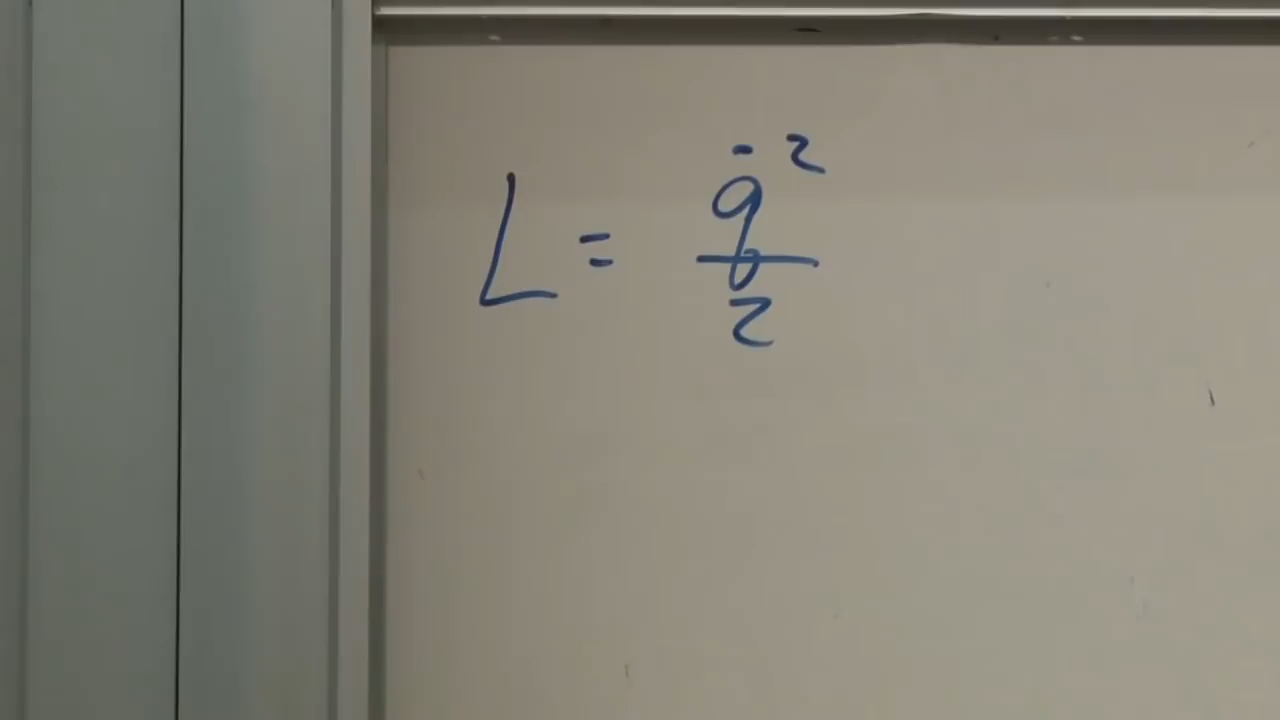 L = q̇²/2